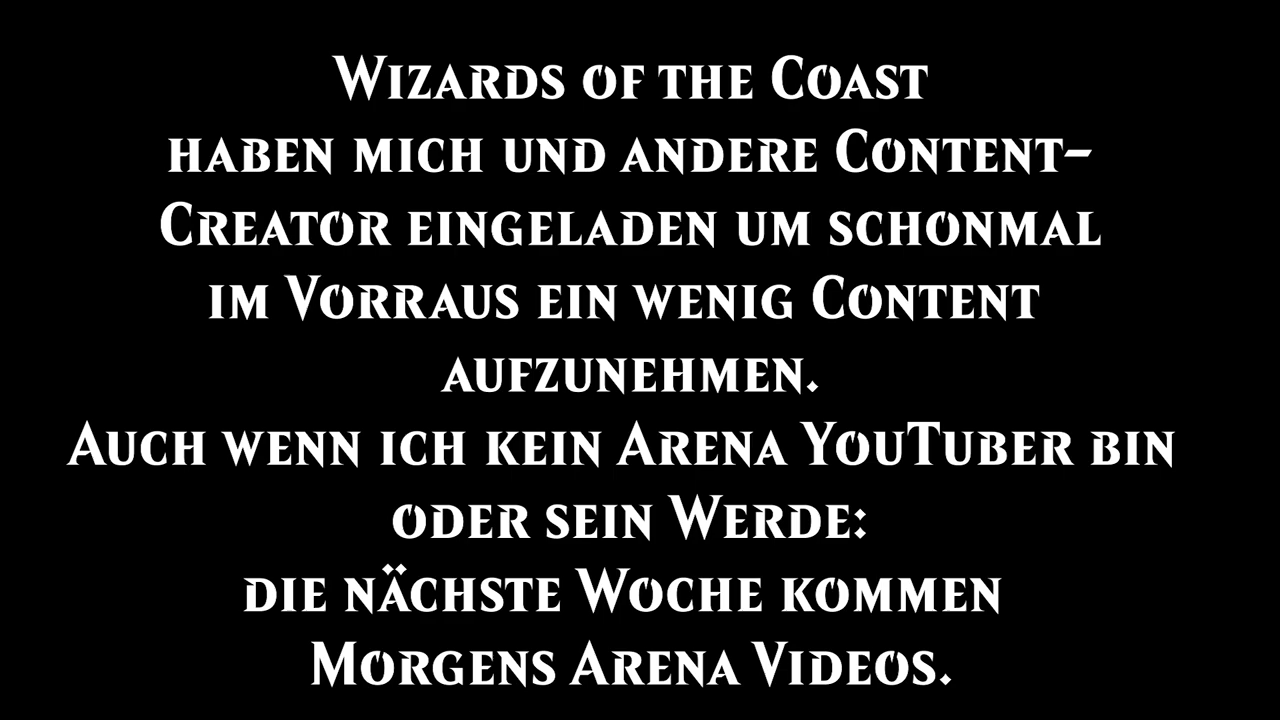 Wizards of the Coast
haben mich und andere Content-
Creator eingeladen um schonmal
im Vorraus ein wenig Content
aufzunehmen.
Auch wenn ich kein Arena YouTuber bin
oder sein Werde:
die nächste Woche kommen
Morgens Arena Videos.